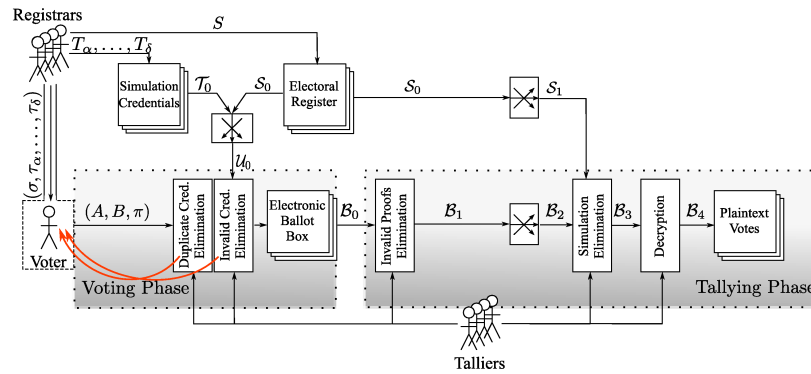 Registrars
S
T_α, ..., T_δ
Simulation
Credentials
T_0
S_0
Electoral
Register
S_0
S_1
U_0
(σ, τ_α, ..., τ_δ)
(A, B, π)
Voter
Duplicate Cred.
Elimination
Invalid Cred.
Elimination
Electronic
Ballot
Box
B_0
Invalid Proofs
Elimination
B_1
B_2
Simulation
Elimination
B_3
Decryption
B_4
Plaintext
Votes
Voting Phase
Tallying Phase
Talliers